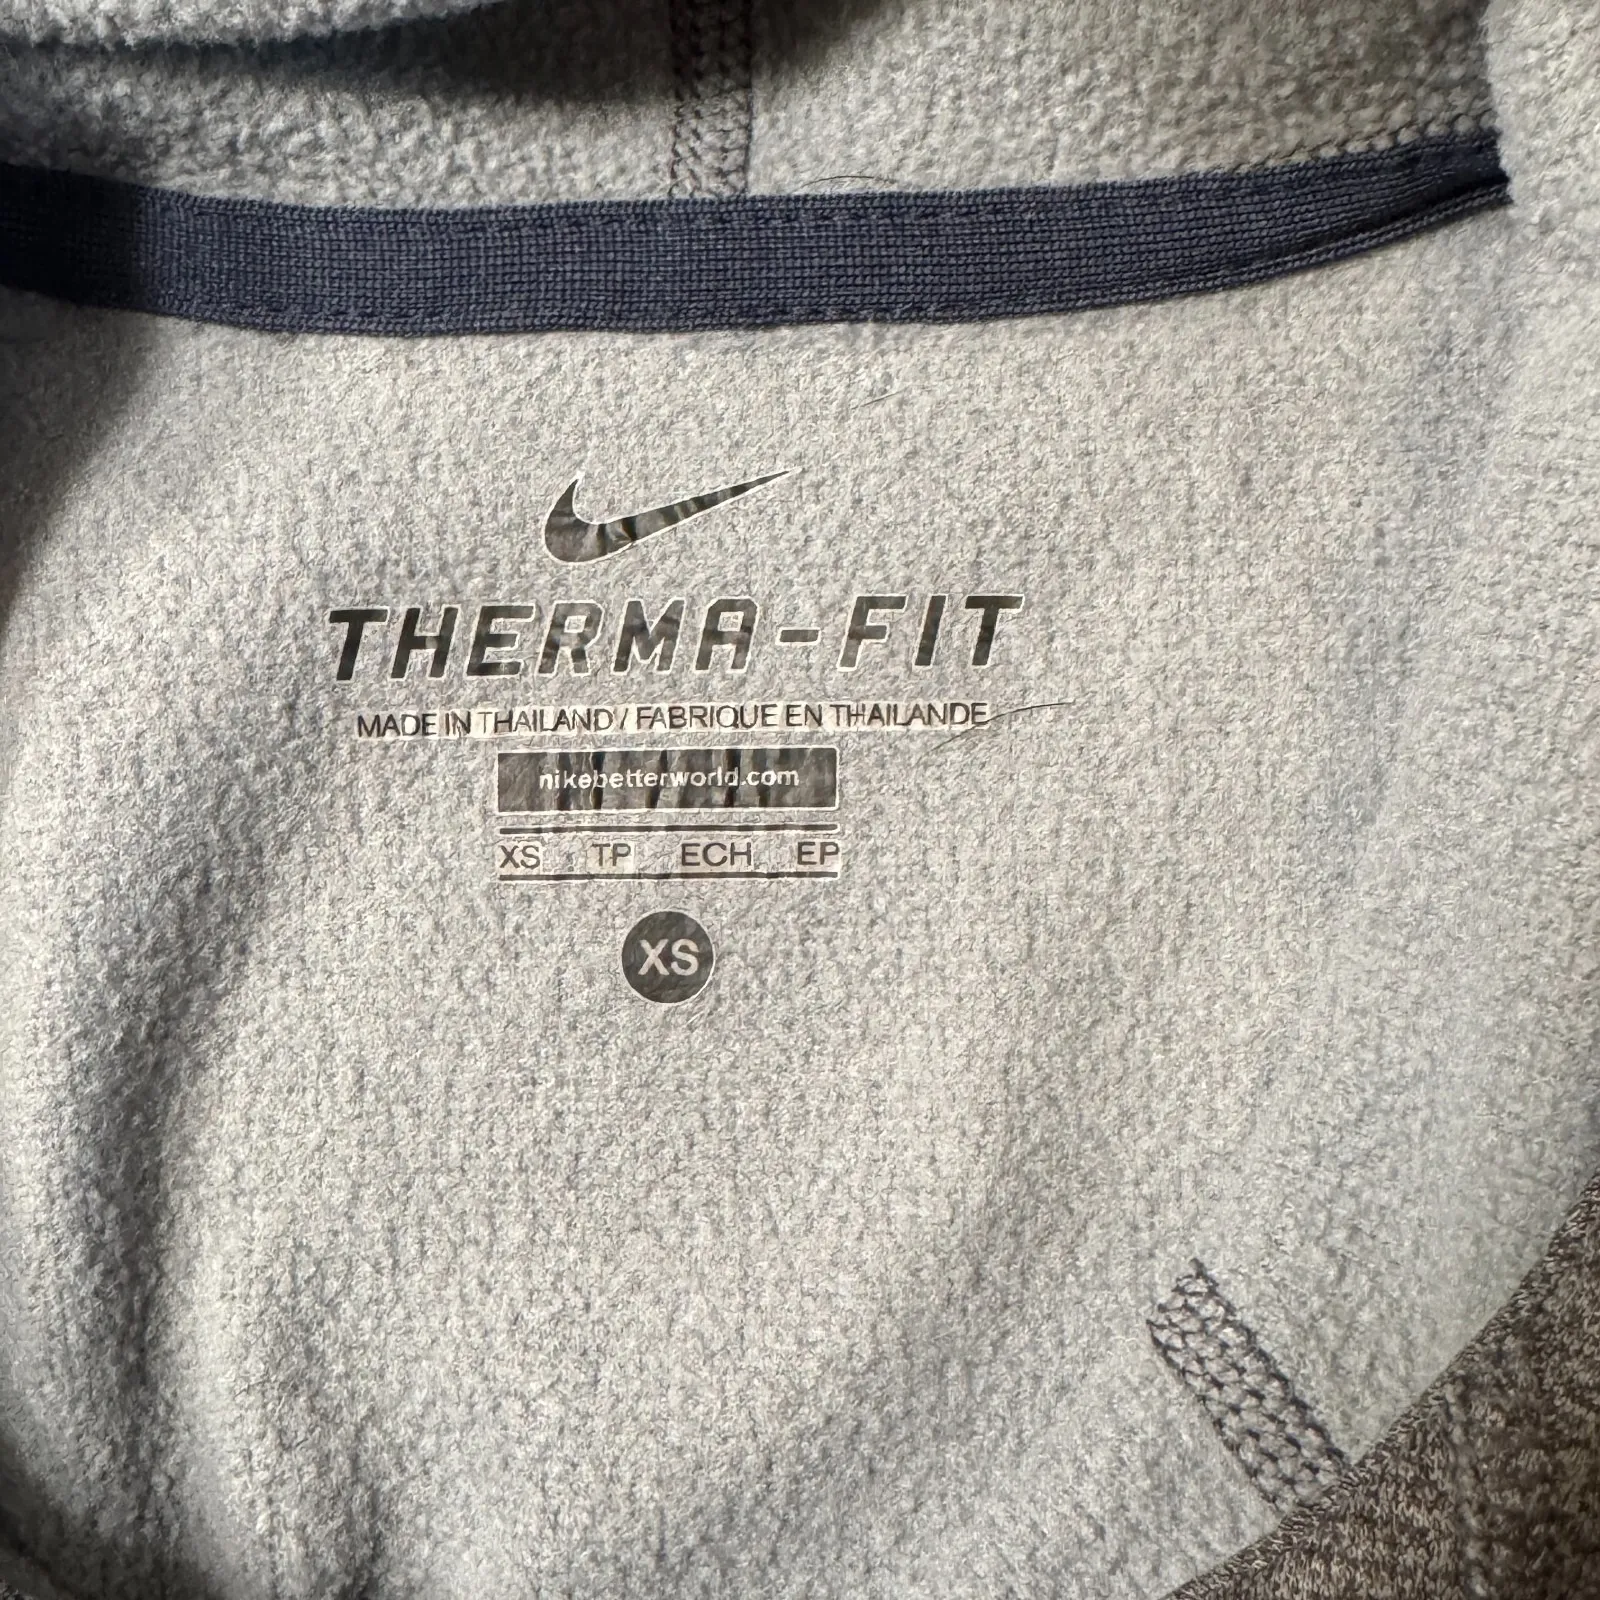 THERMA-FIT
MADE IN THAILAND / FABRIQUE EN THAILANDE
nikebetterworld.com
XS TP ECH EP
XS